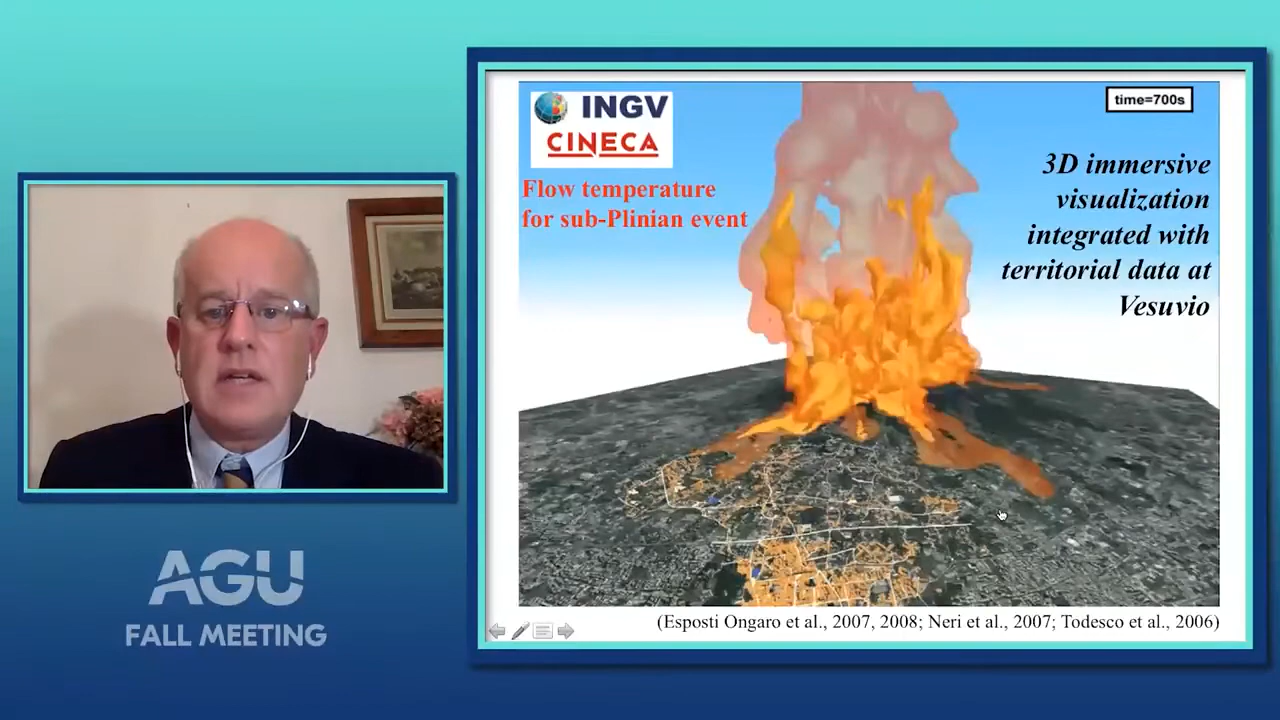 AGU
FALL MEETING
INGV
CINECA
Flow temperature
for sub-Plinian event
time=700s
3D immersive
visualization
integrated with
territorial data at
Vesuvio
(Esposti Ongaro et al., 2007, 2008; Neri et al., 2007; Todesco et al., 2006)